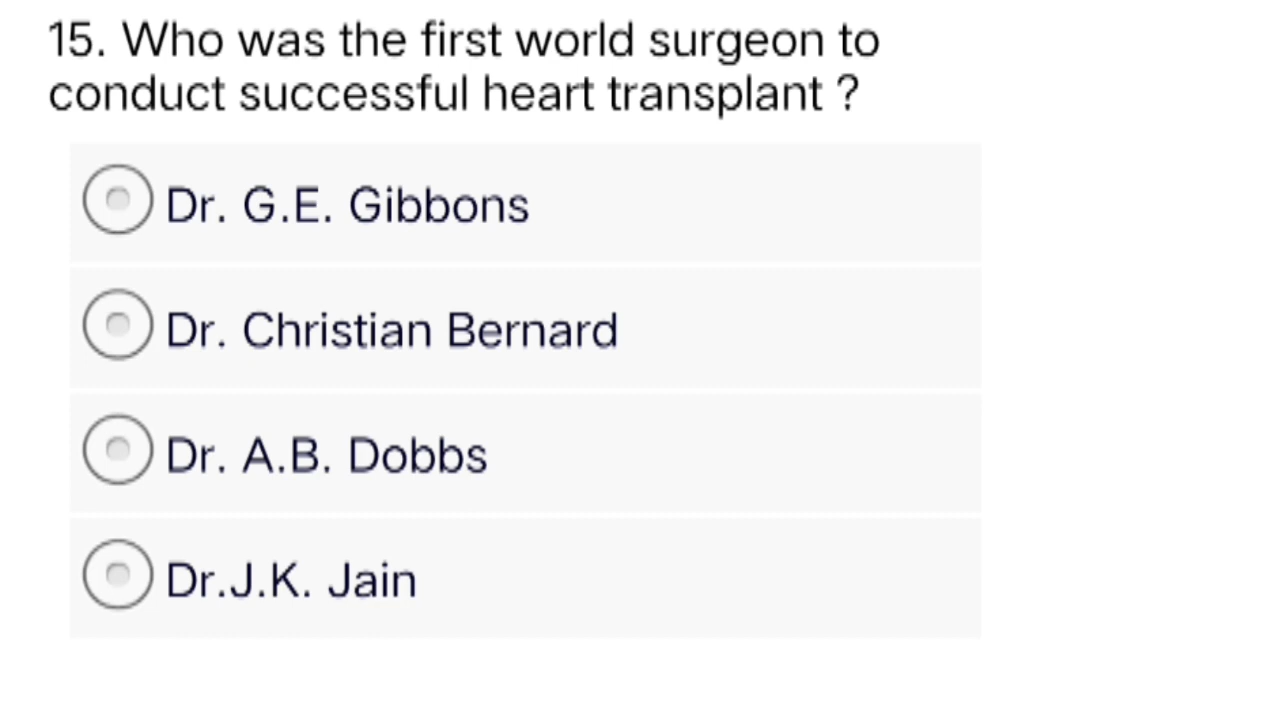 15. Who was the first world surgeon to
conduct successful heart transplant ?
Dr. G.E. Gibbons
Dr. Christian Bernard
Dr. A.B. Dobbs
Dr.J.K. Jain